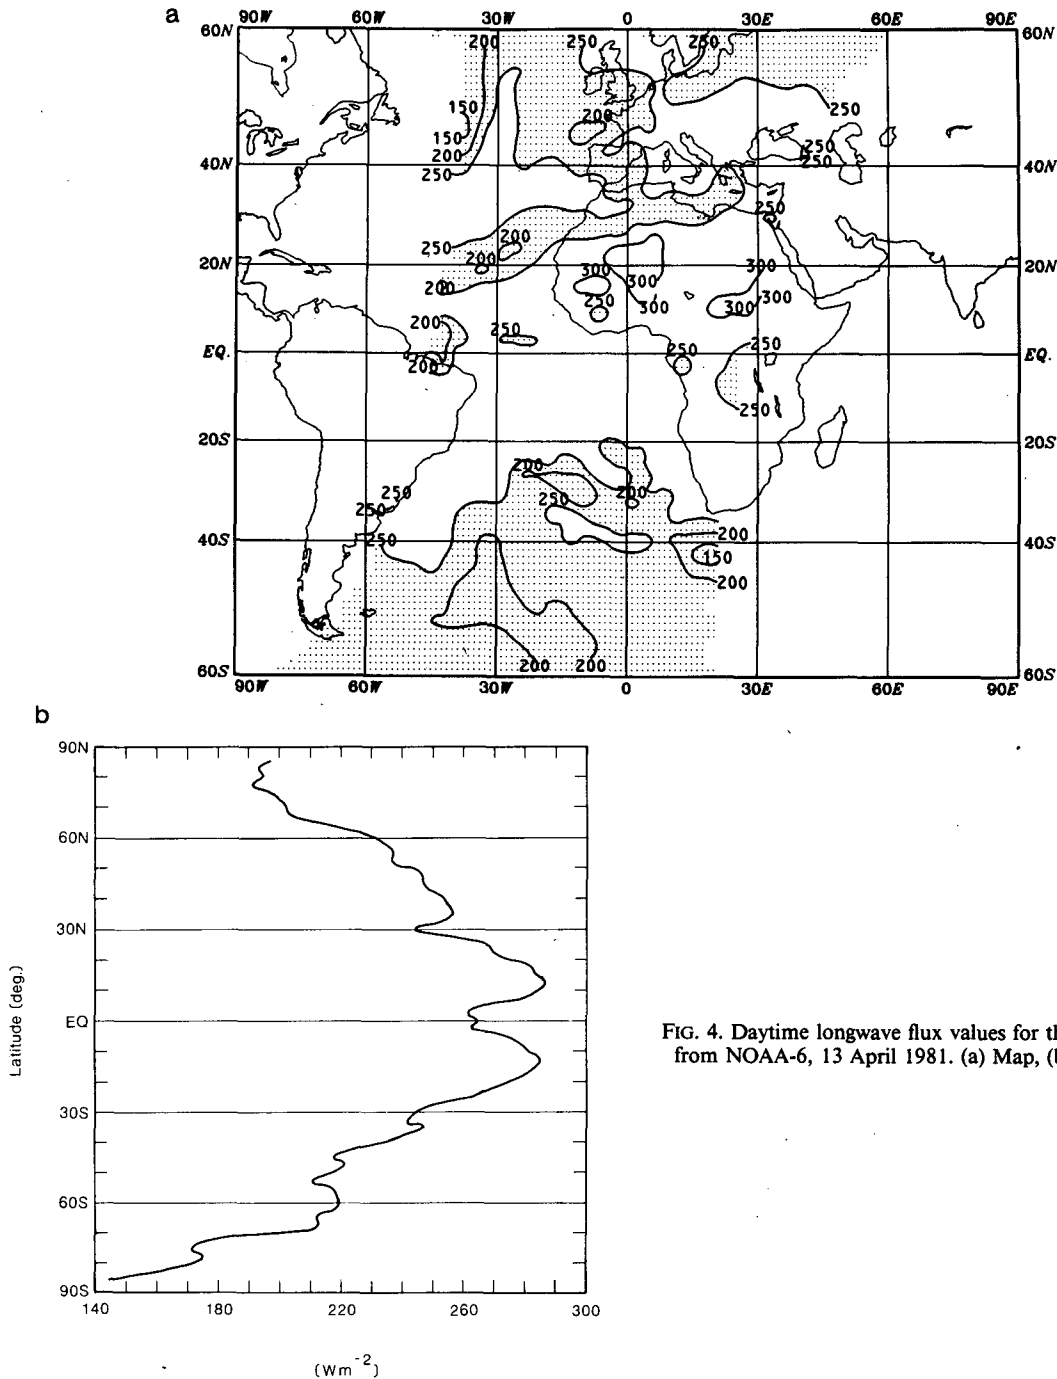 a
90W 60W 30W 0 30E 60E 90E
60N 200 250 250 60N
150 200 250
150 250
200 250
40N 250 40N
250
200
250 200
20N 200 300 300 20N
200 300 300 300
250 300
200 250 250
EQ. 250 EQ.
200
250
20S 20S
200
250 250 200
250
250 200
40S 150 40S
200
200 200
60S 60S
90W 60W 30W 0 30E 60E 90E
b
90N
60N
30N
EQ
30S
60S
90S
Latitude (deg.)
140 180 220 260 300
(Wm-2)
FIG. 4. Daytime longwave flux values for th
from NOAA-6, 13 April 1981. (a) Map, (b